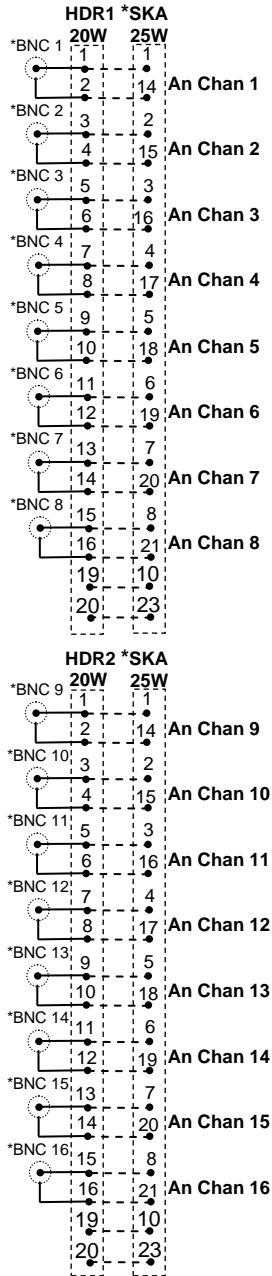 HDR1 *SKA
20W 25W
*BNC 1 1 1
2 14 An Chan 1
*BNC 2 3 2
4 15 An Chan 2
*BNC 3 5 3
6 16 An Chan 3
*BNC 4 7 4
8 17 An Chan 4
*BNC 5 9 5
10 18 An Chan 5
*BNC 6 11 6
12 19 An Chan 6
*BNC 7 13 7
14 20 An Chan 7
*BNC 8 15 8
16 21 An Chan 8
19 10
20 23
HDR2 *SKA
20W 25W
*BNC 9 1 1
2 14 An Chan 9
*BNC 10 3 2
4 15 An Chan 10
*BNC 11 5 3
6 16 An Chan 11
*BNC 12 7 4
8 17 An Chan 12
*BNC 13 9 5
10 18 An Chan 13
*BNC 14 11 6
12 19 An Chan 14
*BNC 15 13 7
14 20 An Chan 15
*BNC 16 15 8
16 21 An Chan 16
19 10
20 23